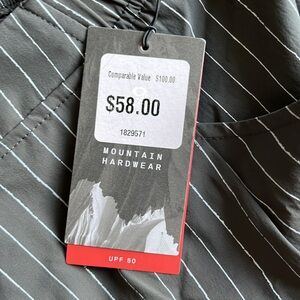 Comparable Value $100.00
$58.00
1829571
MOUNTAIN
HARDWEAR
UPF 50